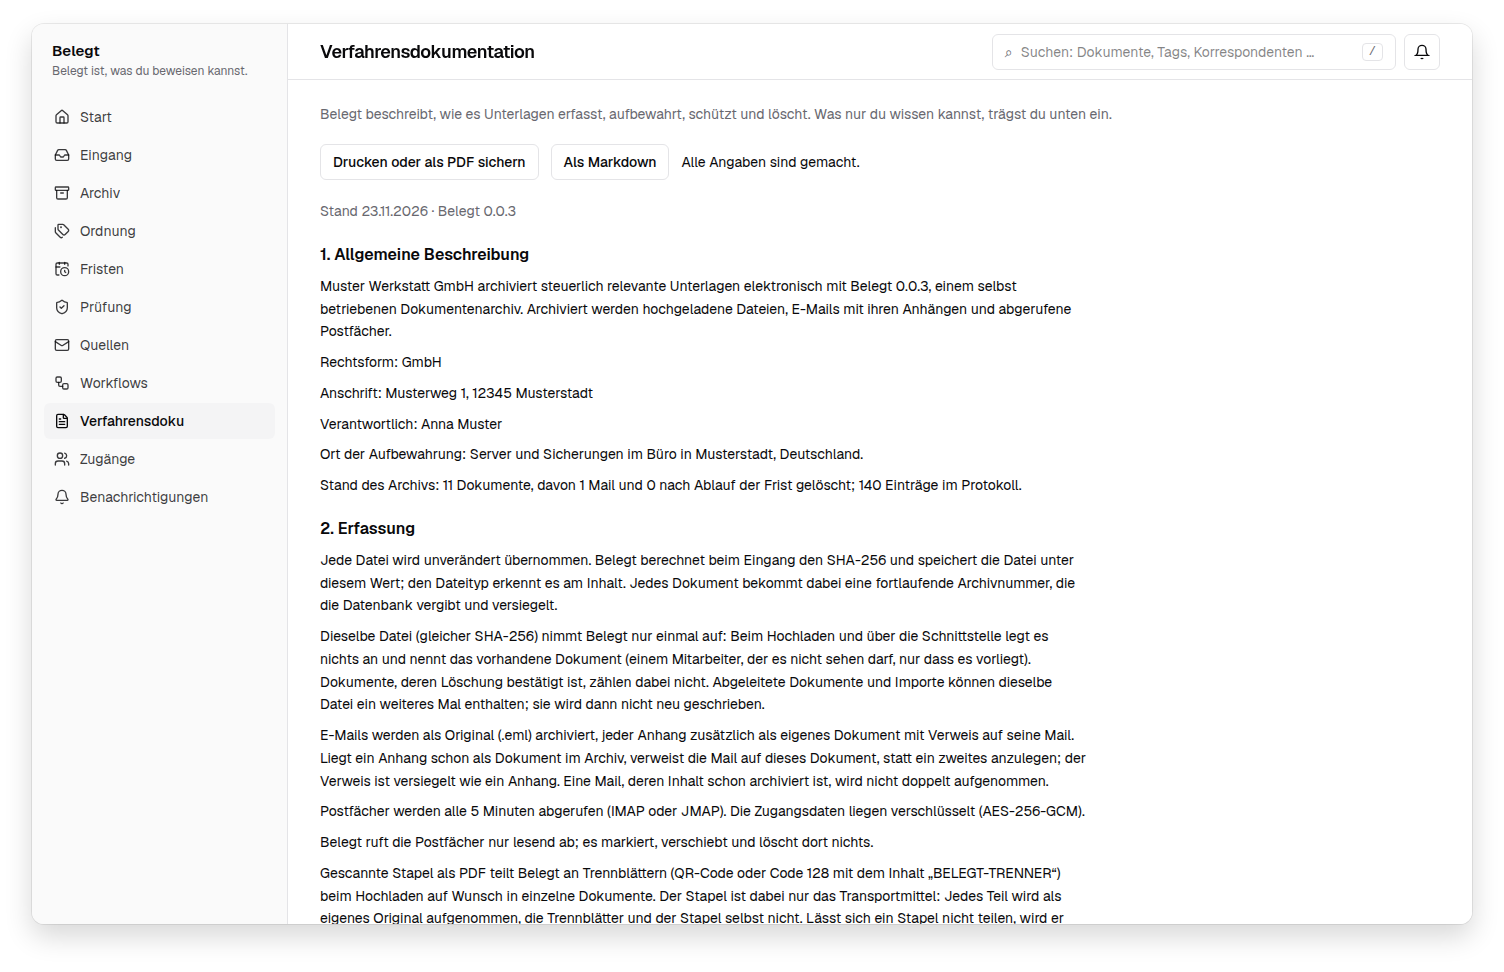 Belegt
Belegt ist, was du beweisen kannst.
Start
Eingang
Archiv
Ordnung
Fristen
Prüfung
Quellen
Workflows
Verfahrensdoku
Zugänge
Benachrichtigungen
Verfahrensdokumentation
Suchen: Dokumente, Tags, Korrespondenten …
/
Belegt beschreibt, wie es Unterlagen erfasst, aufbewahrt, schützt und löscht. Was nur du wissen kannst, trägst du unten ein.
Drucken oder als PDF sichern
Als Markdown
Alle Angaben sind gemacht.
Stand 23.11.2026 · Belegt 0.0.3
1. Allgemeine Beschreibung
Muster Werkstatt GmbH archiviert steuerlich relevante Unterlagen elektronisch mit Belegt 0.0.3, einem selbst
betriebenen Dokumentenarchiv. Archiviert werden hochgeladene Dateien, E-Mails mit ihren Anhängen und abgerufene
Postfächer.
Rechtsform: GmbH
Anschrift: Musterweg 1, 12345 Musterstadt
Verantwortlich: Anna Muster
Ort der Aufbewahrung: Server und Sicherungen im Büro in Musterstadt, Deutschland.
Stand des Archivs: 11 Dokumente, davon 1 Mail und 0 nach Ablauf der Frist gelöscht; 140 Einträge im Protokoll.
2. Erfassung
Jede Datei wird unverändert übernommen. Belegt berechnet beim Eingang den SHA-256 und speichert die Datei unter
diesem Wert; den Dateityp erkennt es am Inhalt. Jedes Dokument bekommt dabei eine fortlaufende Archivnummer, die
die Datenbank vergibt und versiegelt.
Dieselbe Datei (gleicher SHA-256) nimmt Belegt nur einmal auf: Beim Hochladen und über die Schnittstelle legt es
nichts an und nennt das vorhandene Dokument (einem Mitarbeiter, der es nicht sehen darf, nur dass es vorliegt).
Dokumente, deren Löschung bestätigt ist, zählen dabei nicht. Abgeleitete Dokumente und Importe können dieselbe
Datei ein weiteres Mal enthalten; sie wird dann nicht neu geschrieben.
E-Mails werden als Original (.eml) archiviert, jeder Anhang zusätzlich als eigenes Dokument mit Verweis auf seine Mail.
Liegt ein Anhang schon als Dokument im Archiv, verweist die Mail auf dieses Dokument, statt ein zweites anzulegen; der
Verweis ist versiegelt wie ein Anhang. Eine Mail, deren Inhalt schon archiviert ist, wird nicht doppelt aufgenommen.
Postfächer werden alle 5 Minuten abgerufen (IMAP oder JMAP). Die Zugangsdaten liegen verschlüsselt (AES-256-GCM).
Belegt ruft die Postfächer nur lesend ab; es markiert, verschiebt und löscht dort nichts.
Gescannte Stapel als PDF teilt Belegt an Trennblättern (QR-Code oder Code 128 mit dem Inhalt „BELEGT-TRENNER“)
beim Hochladen auf Wunsch in einzelne Dokumente. Der Stapel ist dabei nur das Transportmittel: Jedes Teil wird als
eigenes Original aufgenommen, die Trennblätter und der Stapel selbst nicht. Lässt sich ein Stapel nicht teilen, wird er